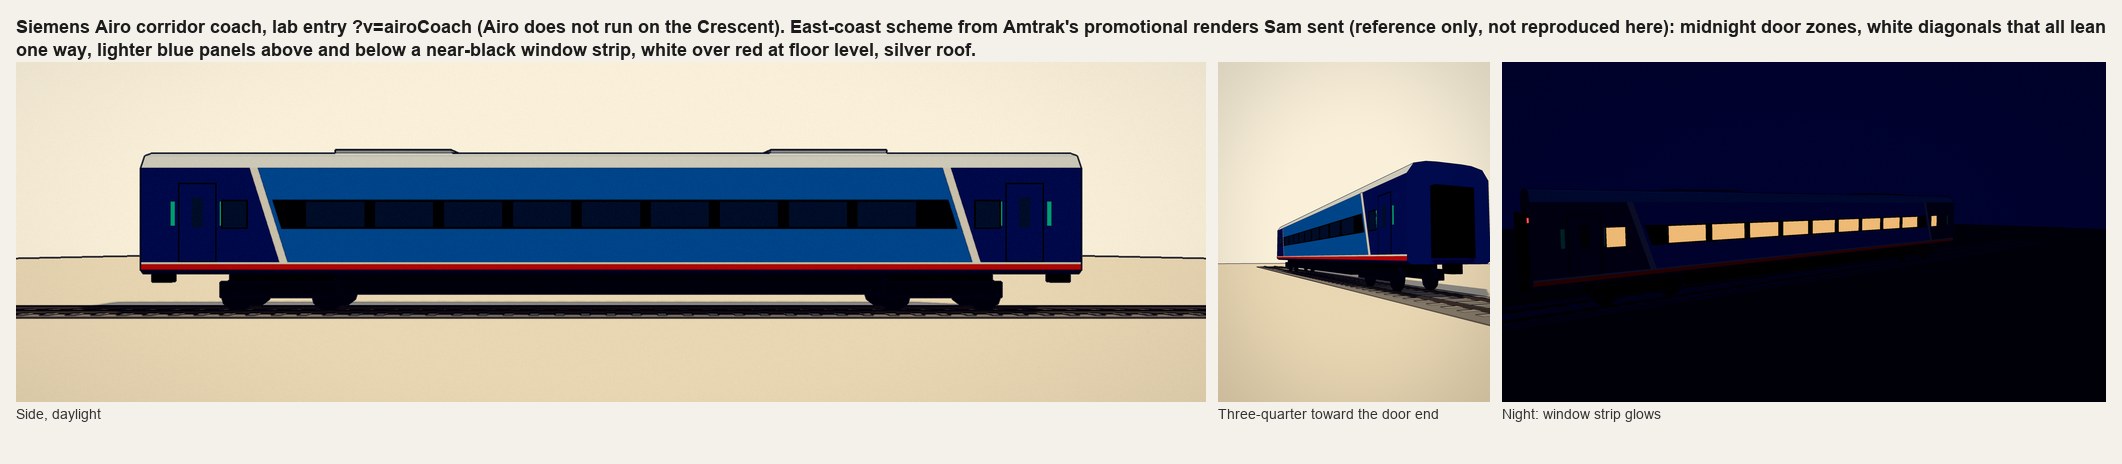 Siemens Airo corridor coach, lab entry ?v=airoCoach (Airo does not run on the Crescent). East-coast scheme from Amtrak's promotional renders Sam sent (reference only, not reproduced here): midnight door zones, white diagonals that all lean
one way, lighter blue panels above and below a near-black window strip, white over red at floor level, silver roof.
Side, daylight
Three-quarter toward the door end
Night: window strip glows